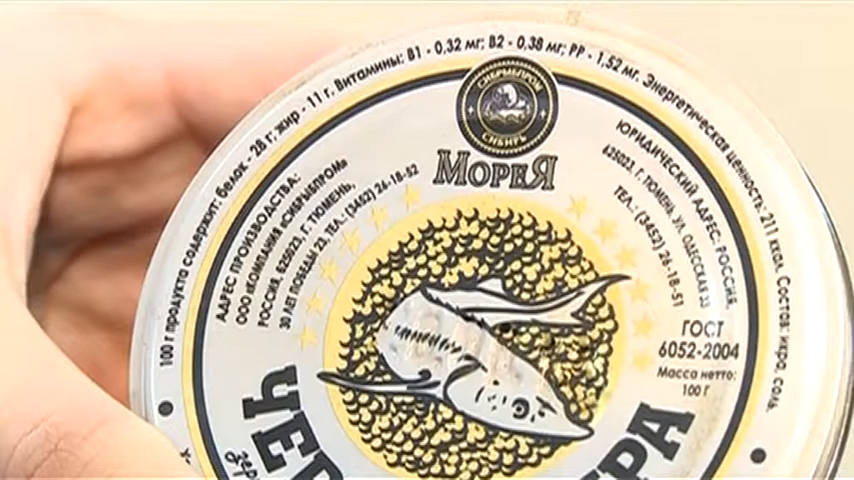 100 г продукта содержит: белок - 28 г; жир - 11 г. Витамины: В1 - 0,32 мг; В2 - 0,38 мг; РР - 1,52 мг. Энергетическая ценность: 211 ккал. Состав: икра, соль.
СИБРЫБПРОМ
СИБИРЬ
МОРЕЯ
АДРЕС ПРОИЗВОДСТВА:
ООО «КОМПАНИЯ «СИБРЫБПРОМ»
РОССИЯ, 625023, Г. ТЮМЕНЬ,
30 ЛЕТ ПОБЕДЫ 23, ТЕЛ.: (3452) 26-18-52
ЮРИДИЧЕСКИЙ АДРЕС: РОССИЯ,
625023, Г. ТЮМЕНЬ, УЛ. ОДЕССКАЯ 33
ТЕЛ.: (3452) 26-18-51
ГОСТ
6052-2004
Масса нетто:
100 Г